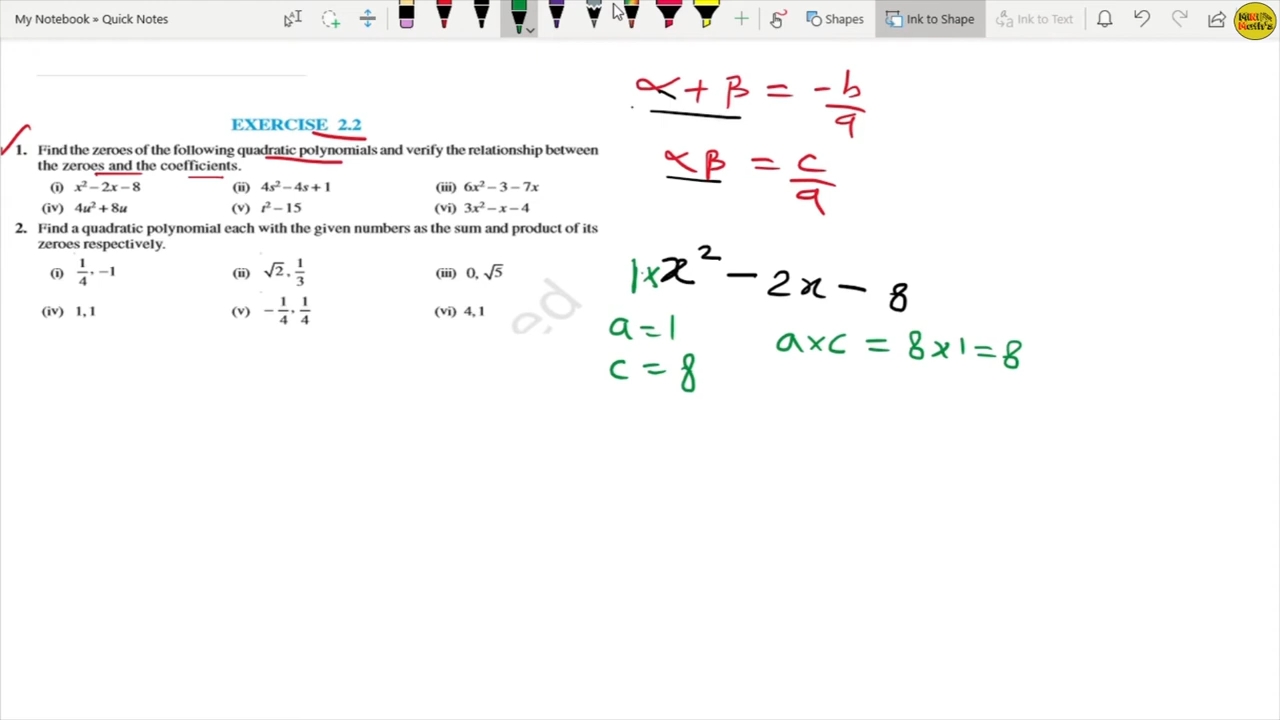 My Notebook » Quick Notes
Shapes
Ink to Shape
Ink to Text
EXERCISE 2.2
1. Find the zeroes of the following quadratic polynomials and verify the relationship between
the zeroes and the coefficients.
(i) x² – 2x – 8 (ii) 4s² – 4s + 1 (iii) 6x² – 3 – 7x
(iv) 4u² + 8u (v) t² – 15 (vi) 3x² – x – 4
2. Find a quadratic polynomial each with the given numbers as the sum and product of its
zeroes respectively.
(i) 1/4, –1 (ii) √2, 1/3 (iii) 0, √5
(iv) 1, 1 (v) –1/4, 1/4 (vi) 4, 1
ed
α + β = -b/a
αβ = c/a
1×x² – 2x – 8
a = 1
c = 8
a×c = 8×1 = 8